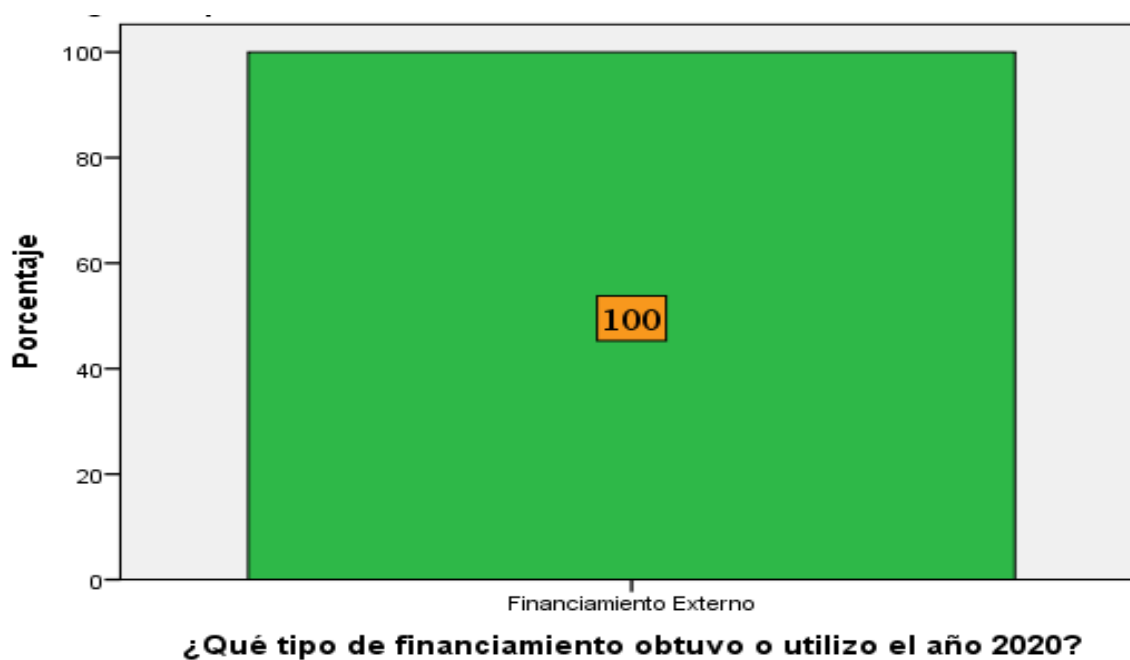 100
80
60
40
20
0
Porcentaje
100
Financiamiento Externo
¿Qué tipo de financiamiento obtuvo o utilizo el año 2020?